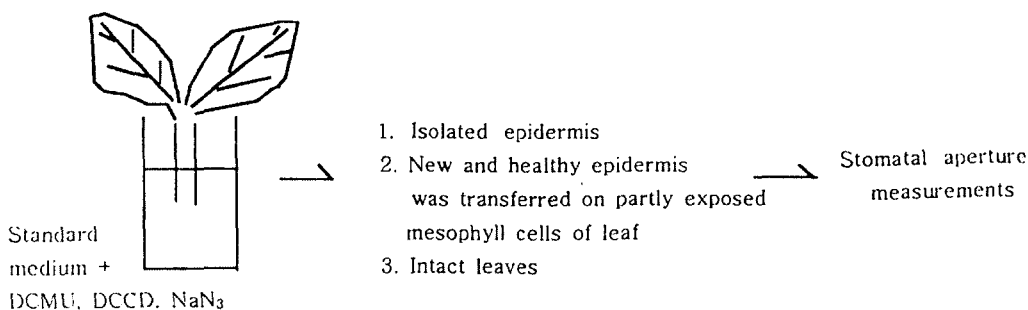 1. Isolated epidermis
2. New and healthy epidermis
was transferred on partly exposed
mesophyll cells of leaf
3. Intact leaves
Stomatal aperture
measurements
Standard
medium +
DCMU, DCCD. NaN₃